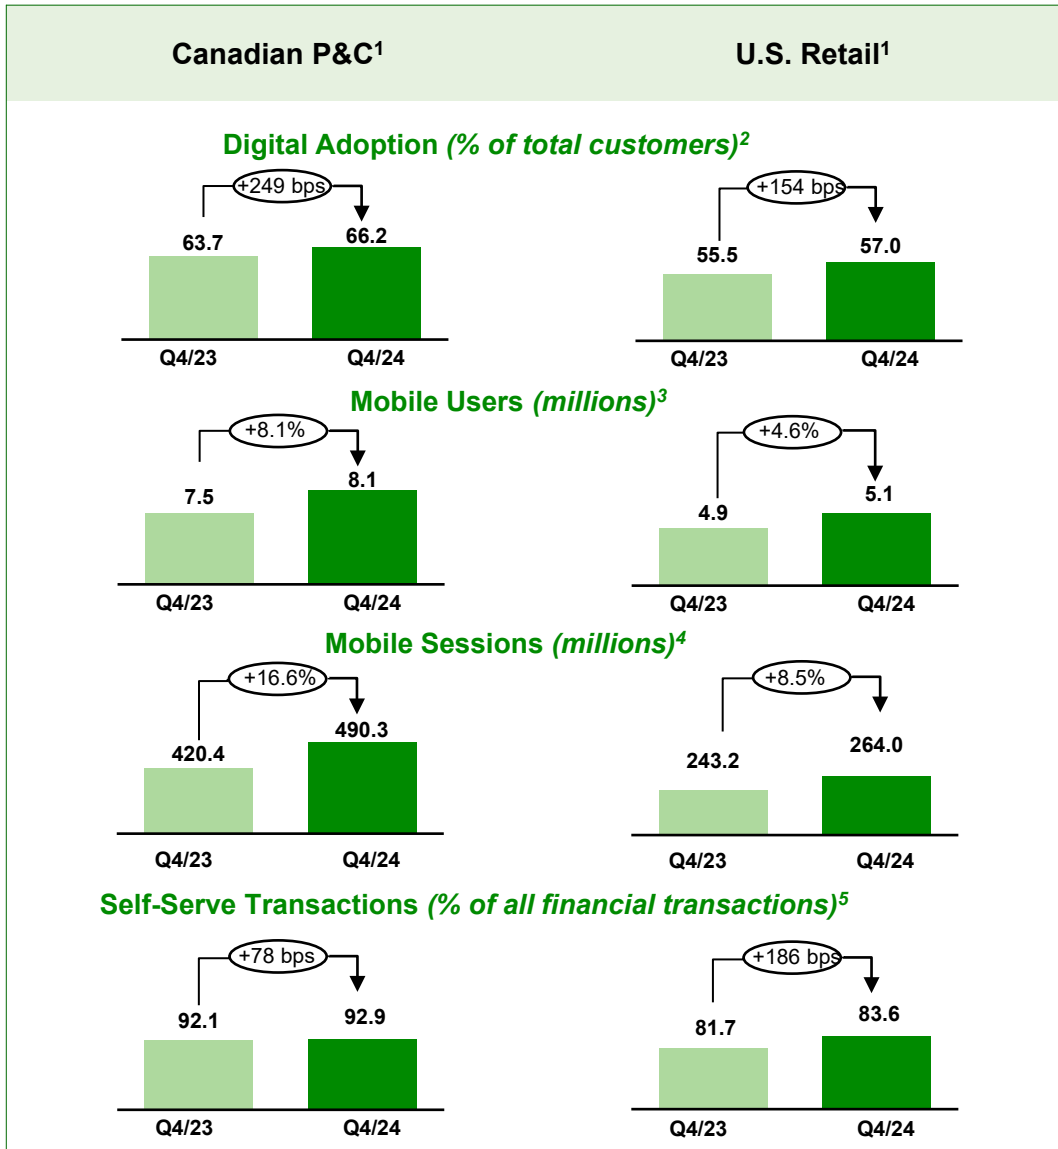 Canadian P&C¹ U.S. Retail¹
Digital Adoption (% of total customers)²
+249 bps +154 bps
63.7 66.2 55.5 57.0
Q4/23 Q4/24 Q4/23 Q4/24
Mobile Users (millions)³
+8.1% +4.6%
7.5 8.1 4.9 5.1
Q4/23 Q4/24 Q4/23 Q4/24
Mobile Sessions (millions)⁴
+16.6% +8.5%
420.4 490.3 243.2 264.0
Q4/23 Q4/24 Q4/23 Q4/24
Self-Serve Transactions (% of all financial transactions)⁵
+78 bps +186 bps
92.1 92.9 81.7 83.6
Q4/23 Q4/24 Q4/23 Q4/24